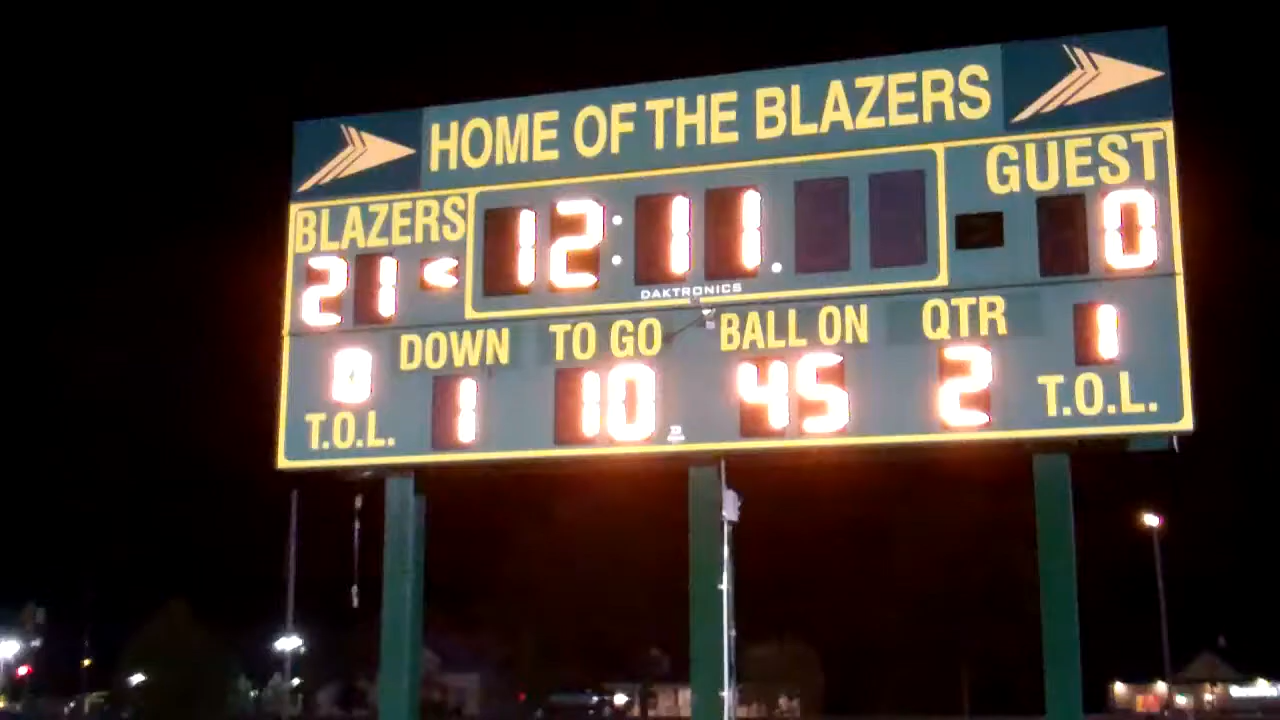 HOME OF THE BLAZERS
BLAZERS
GUEST
21 < 12:11. 0
DAKTRONICS
DOWN TO GO BALL ON QTR
0 1 10 45 2 1
T.O.L. T.O.L.